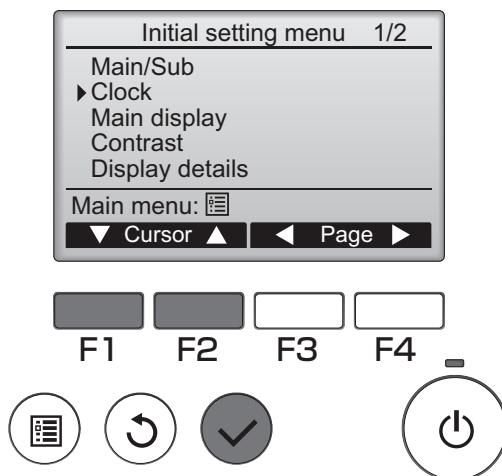 Initial setting menu 1/2
Main/Sub
Clock
Main display
Contrast
Display details
Main menu:
Cursor Page
F1 F2 F3 F4